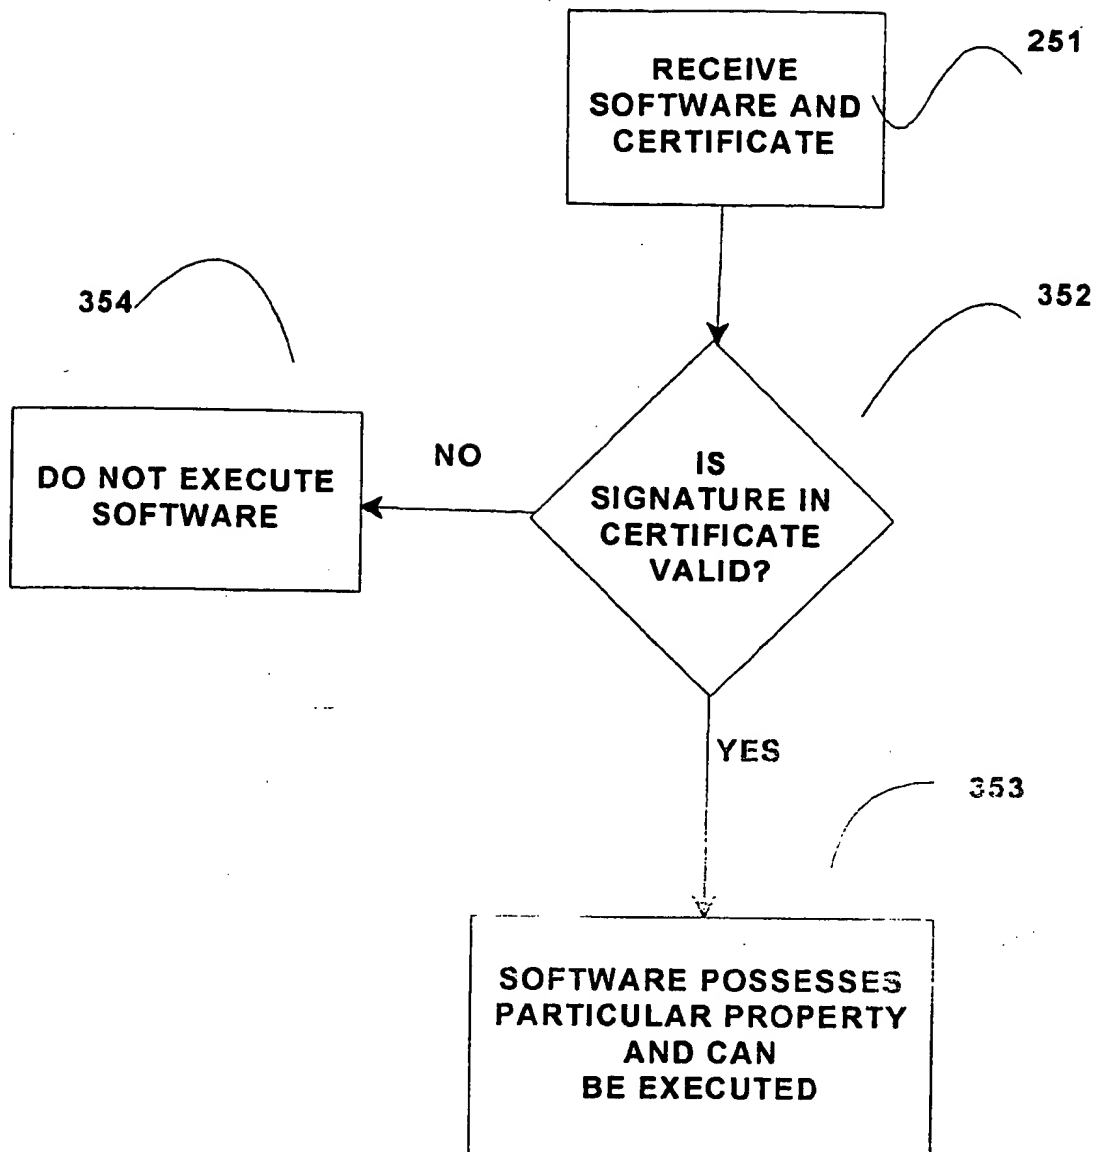 251
RECEIVE
SOFTWARE AND
CERTIFICATE
354
352
DO NOT EXECUTE
SOFTWARE
NO
IS
SIGNATURE IN
CERTIFICATE
VALID?
YES
353
SOFTWARE POSSESSES
PARTICULAR PROPERTY
AND CAN
BE EXECUTED